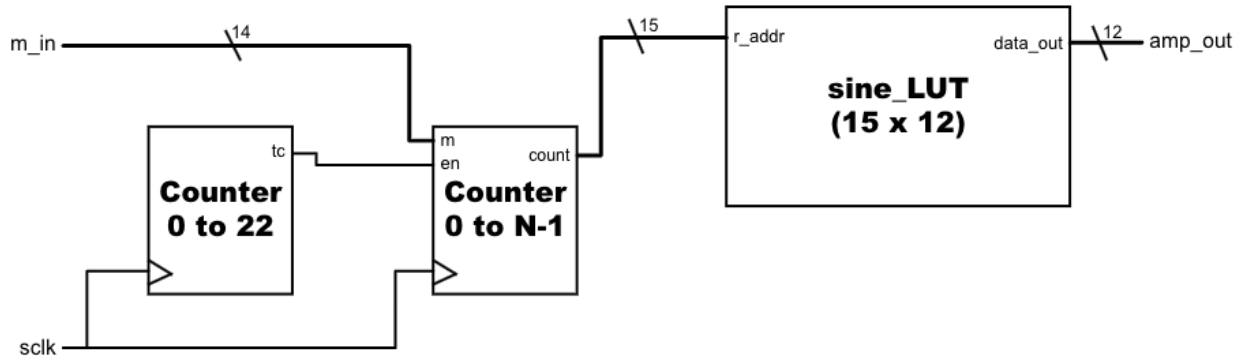 m_in
14
15
r_addr
data_out
12
amp_out
sine_LUT
(15 x 12)
tc
m
en
count
Counter
0 to 22
Counter
0 to N-1
sclk